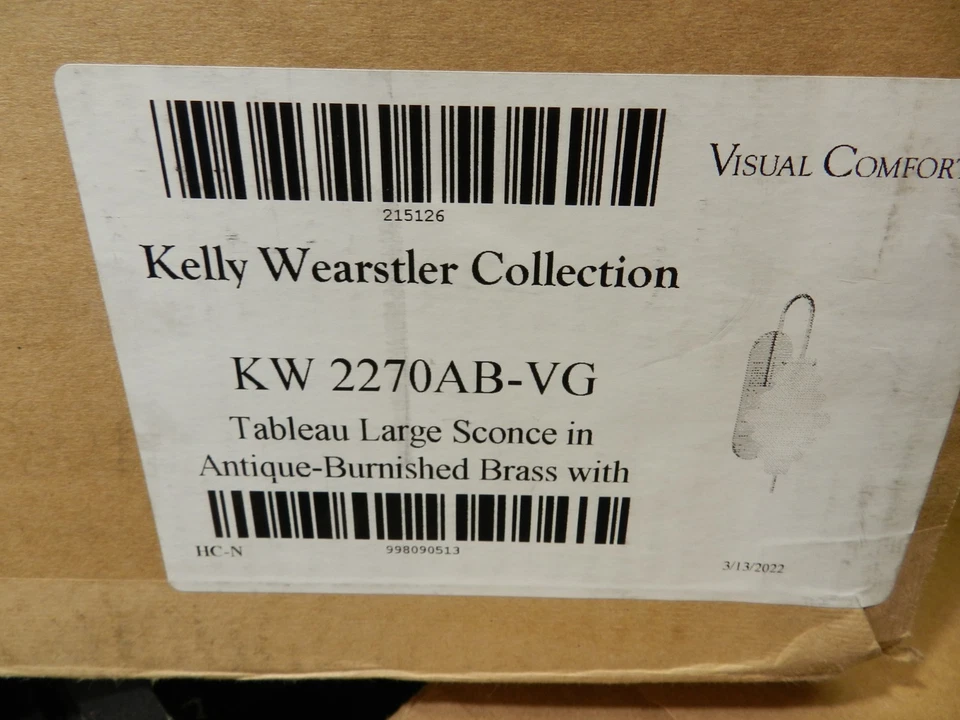 215126
VISUAL COMFORT
Kelly Wearstler Collection
KW 2270AB-VG
Tableau Large Sconce in
Antique-Burnished Brass with
HC-N
998090513
3/13/2022